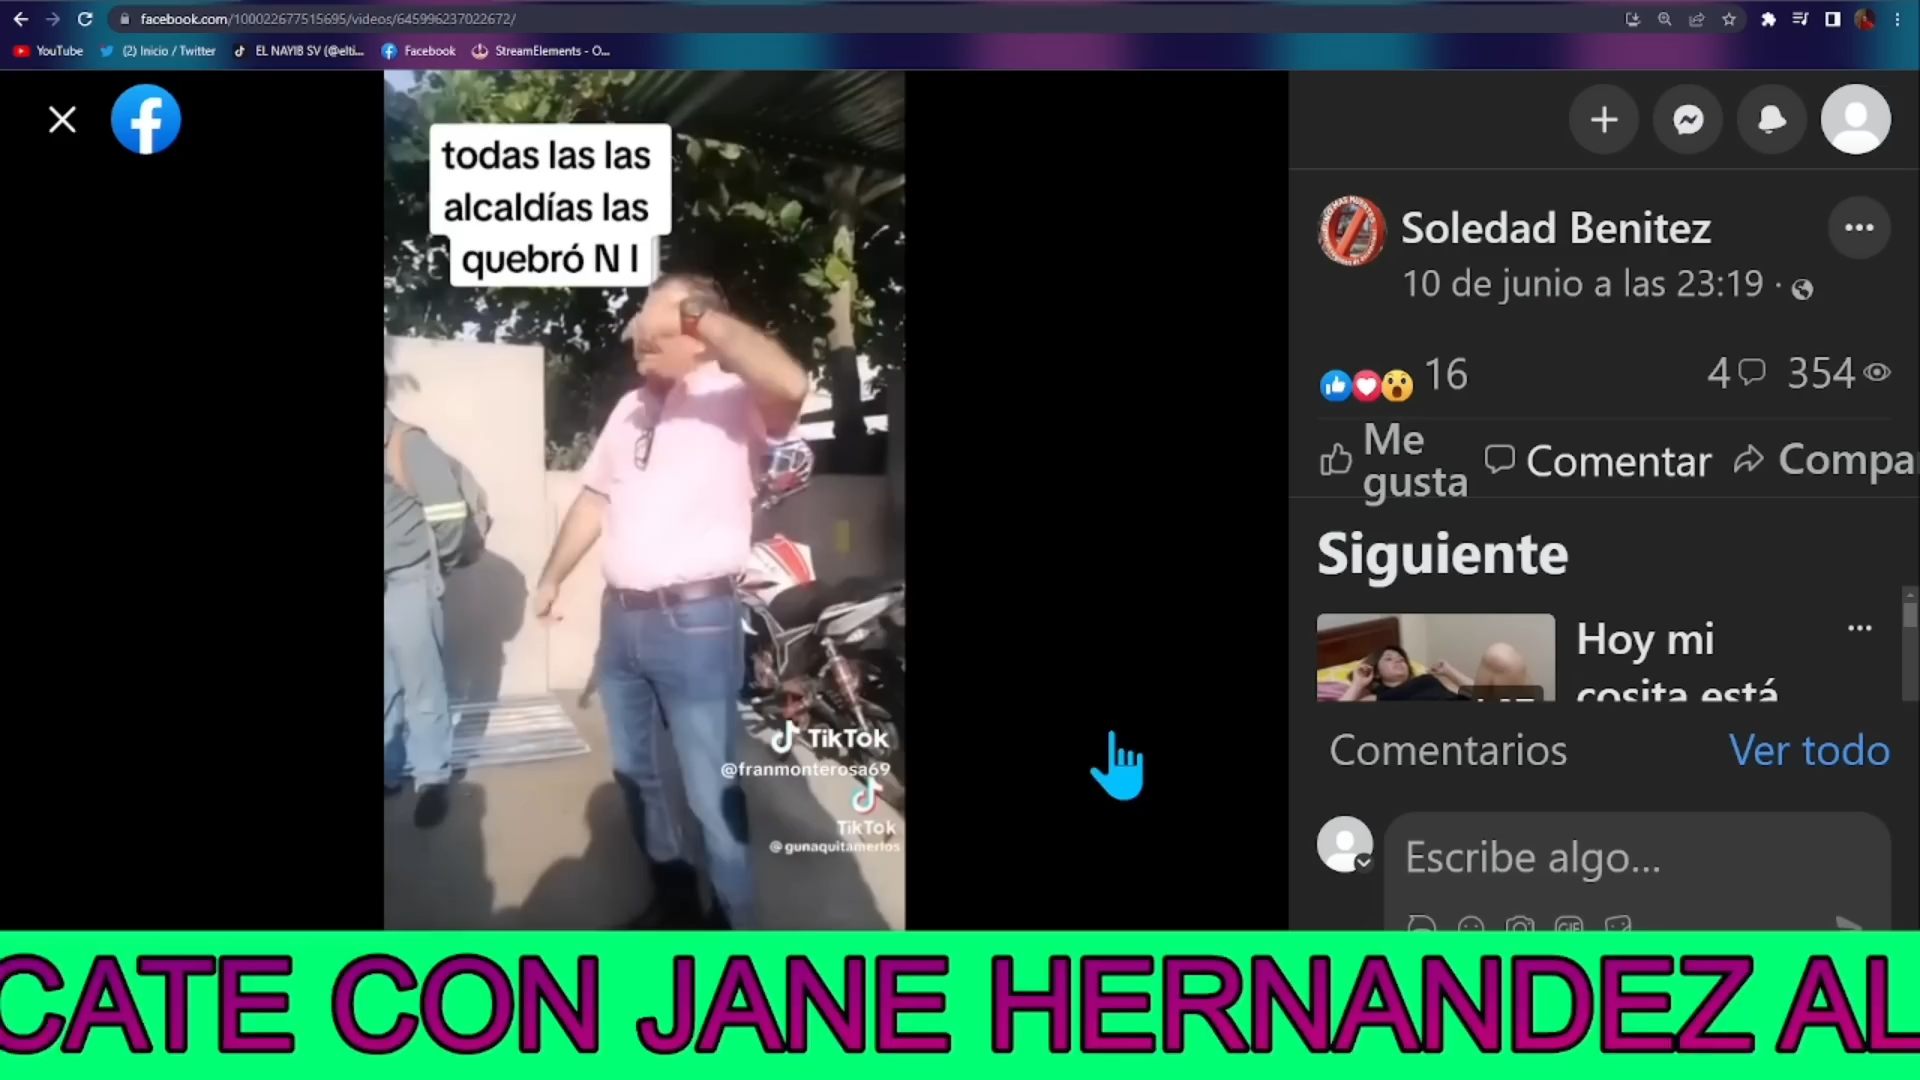 facebook.com/100022677515695/videos/645996237022672/
YouTube
(2) Inicio / Twitter
EL NAYIB SV (@elti...
Facebook
StreamElements - O...
todas las las
alcaldías las
quebró N I
TikTok
@franmonterosa69
TikTok
Soledad Benitez
10 de junio a las 23:19 ·
16
4
354
Me
gusta
Comentar
Compa
Siguiente
Hoy mi
cosita está
Comentarios
Ver todo
Escribe algo...
GIF
CATE CON JANE HERNANDEZ AL